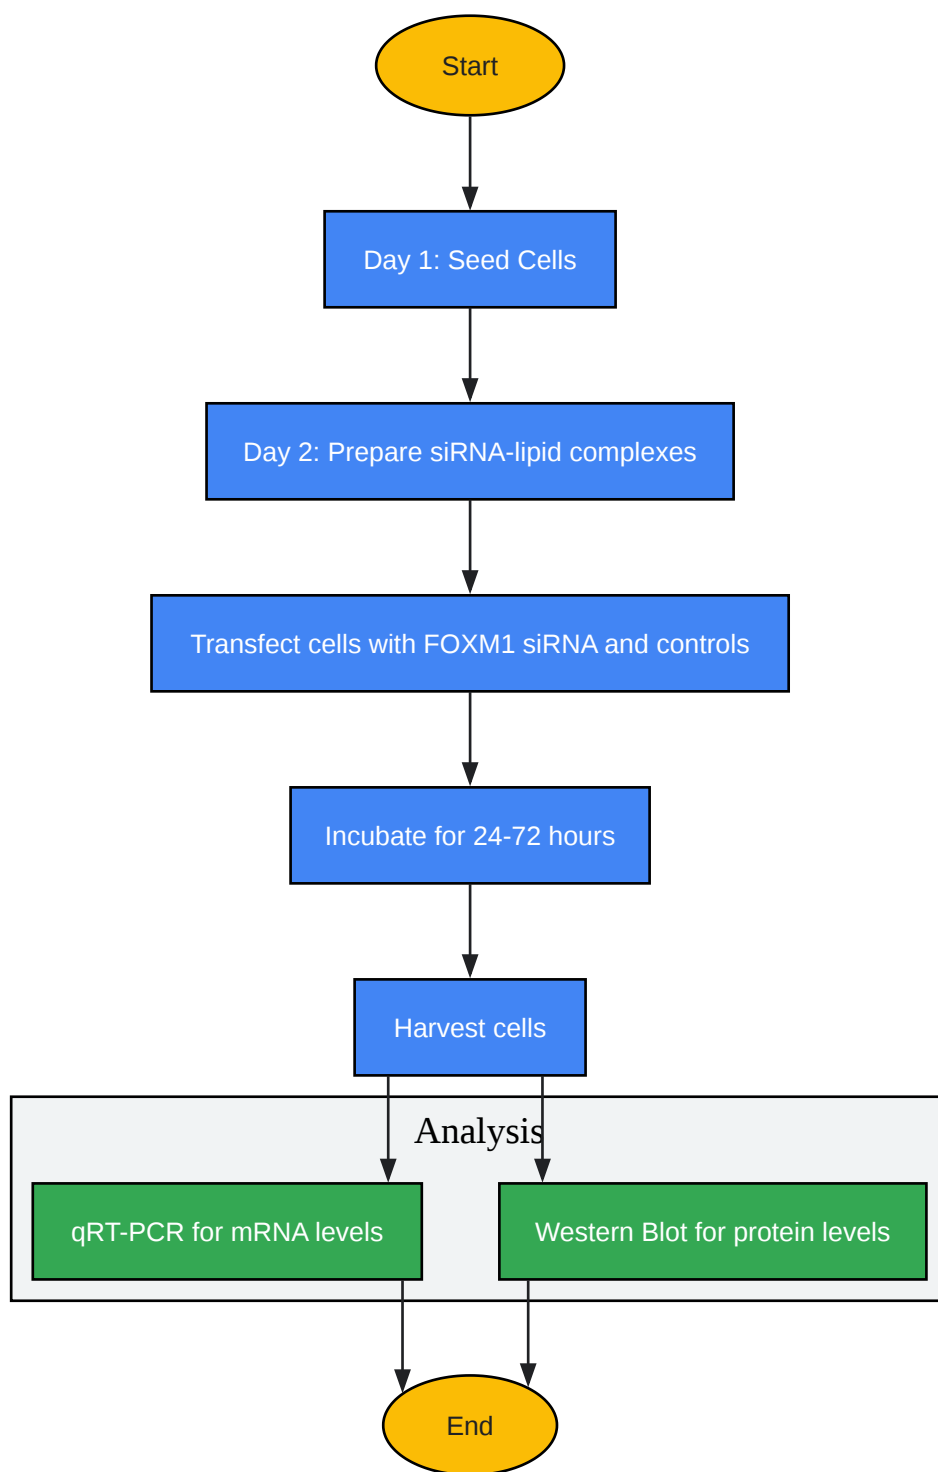 Start
Day 1: Seed Cells
Day 2: Prepare siRNA-lipid complexes
Transfect cells with FOXM1 siRNA and controls
Incubate for 24-72 hours
Harvest cells
Analysis
qRT-PCR for mRNA levels
Western Blot for protein levels
End